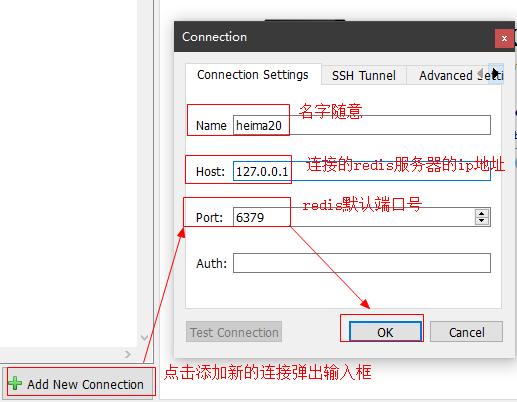 Connection
Connection Settings
SSH Tunnel
Advanced Setti
Name
heima20
名字随意
Host:
127.0.0.1
连接的redis服务器的ip地址
Port:
6379
redis默认端口号
Auth:
Test Connection
OK
Cancel
Add New Connection
点击添加新的连接弹出输入框